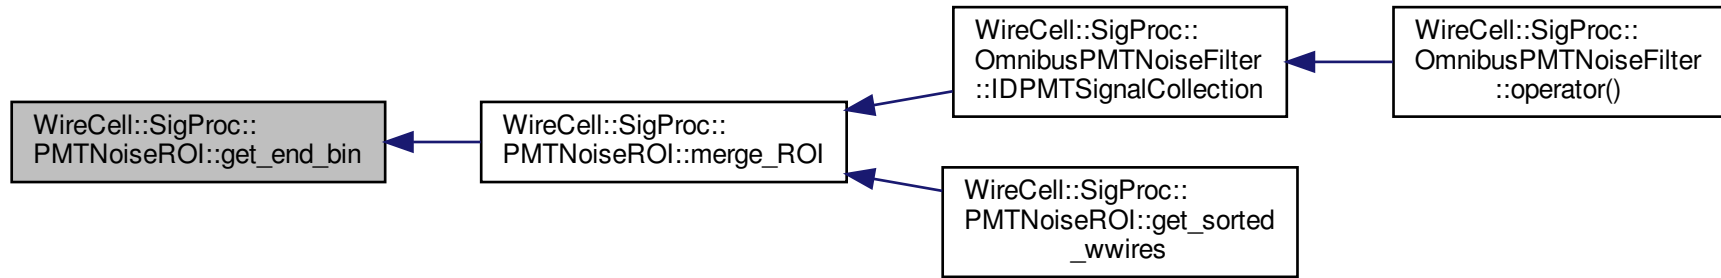 WireCell::SigProc::
PMTNoiseROI::get_end_bin
WireCell::SigProc::
PMTNoiseROI::merge_ROI
WireCell::SigProc::
OmnibusPMTNoiseFilter
::IDPMTSignalCollection
WireCell::SigProc::
OmnibusPMTNoiseFilter
::operator()
WireCell::SigProc::
PMTNoiseROI::get_sorted
_wwires